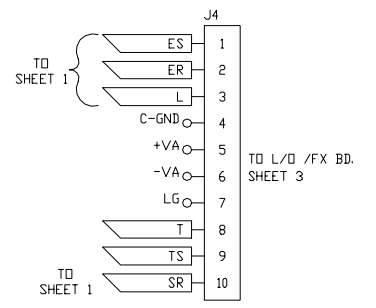 J4
ES 1
ER 2
TO
SHEET 1
L 3
C-GND 4
+VA 5
TO L/O /FX BD.
-VA 6
SHEET 3
LG 7
T 8
TS 9
TO
SHEET 1
SR 10